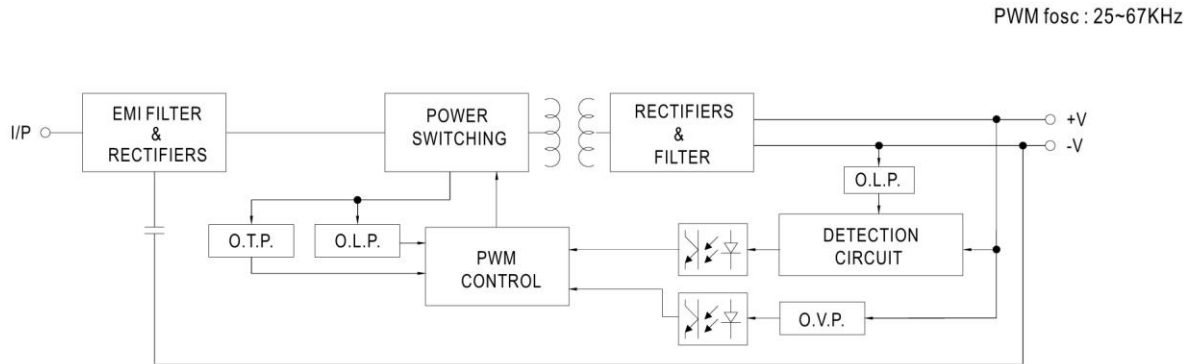 PWM fosc : 25~67KHz
I/P
EMI FILTER
&
RECTIFIERS
POWER
SWITCHING
RECTIFIERS
&
FILTER
+V
-V
O.L.P.
O.T.P.
O.L.P.
PWM
CONTROL
DETECTION
CIRCUIT
O.V.P.